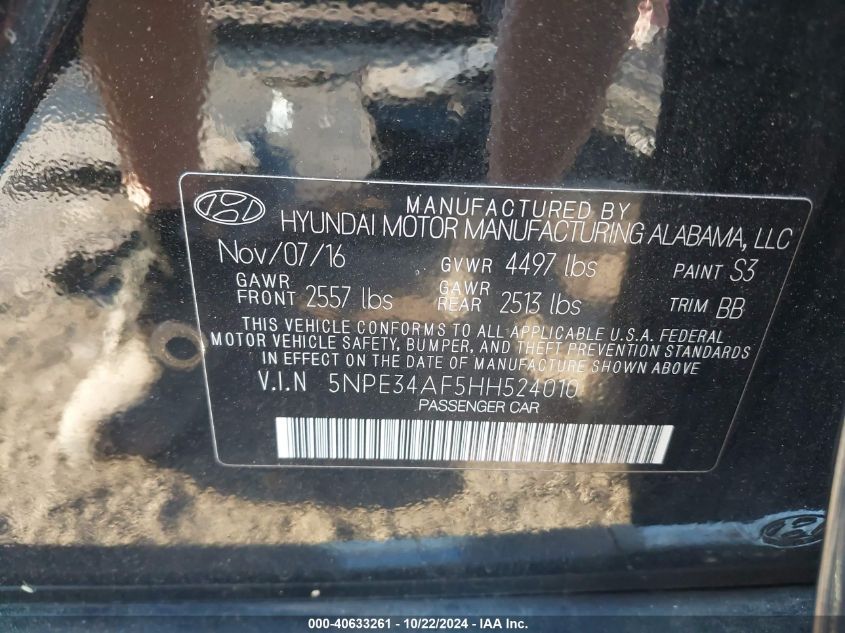 MANUFACTURED BY
HYUNDAI MOTOR MANUFACTURING ALABAMA, LLC
Nov/07/16 GVWR 4497 lbs PAINT S3
GAWR FRONT 2557 lbs GAWR REAR 2513 lbs TRIM BB
THIS VEHICLE CONFORMS TO ALL APPLICABLE U.S.A. FEDERAL
MOTOR VEHICLE SAFETY, BUMPER, AND THEFT PREVENTION STANDARDS
IN EFFECT ON THE DATE OF MANUFACTURE SHOWN ABOVE
V.I.N 5NPE34AF5HH524010
PASSENGER CAR
000-40633261 - 10/22/2024 - IAA Inc.